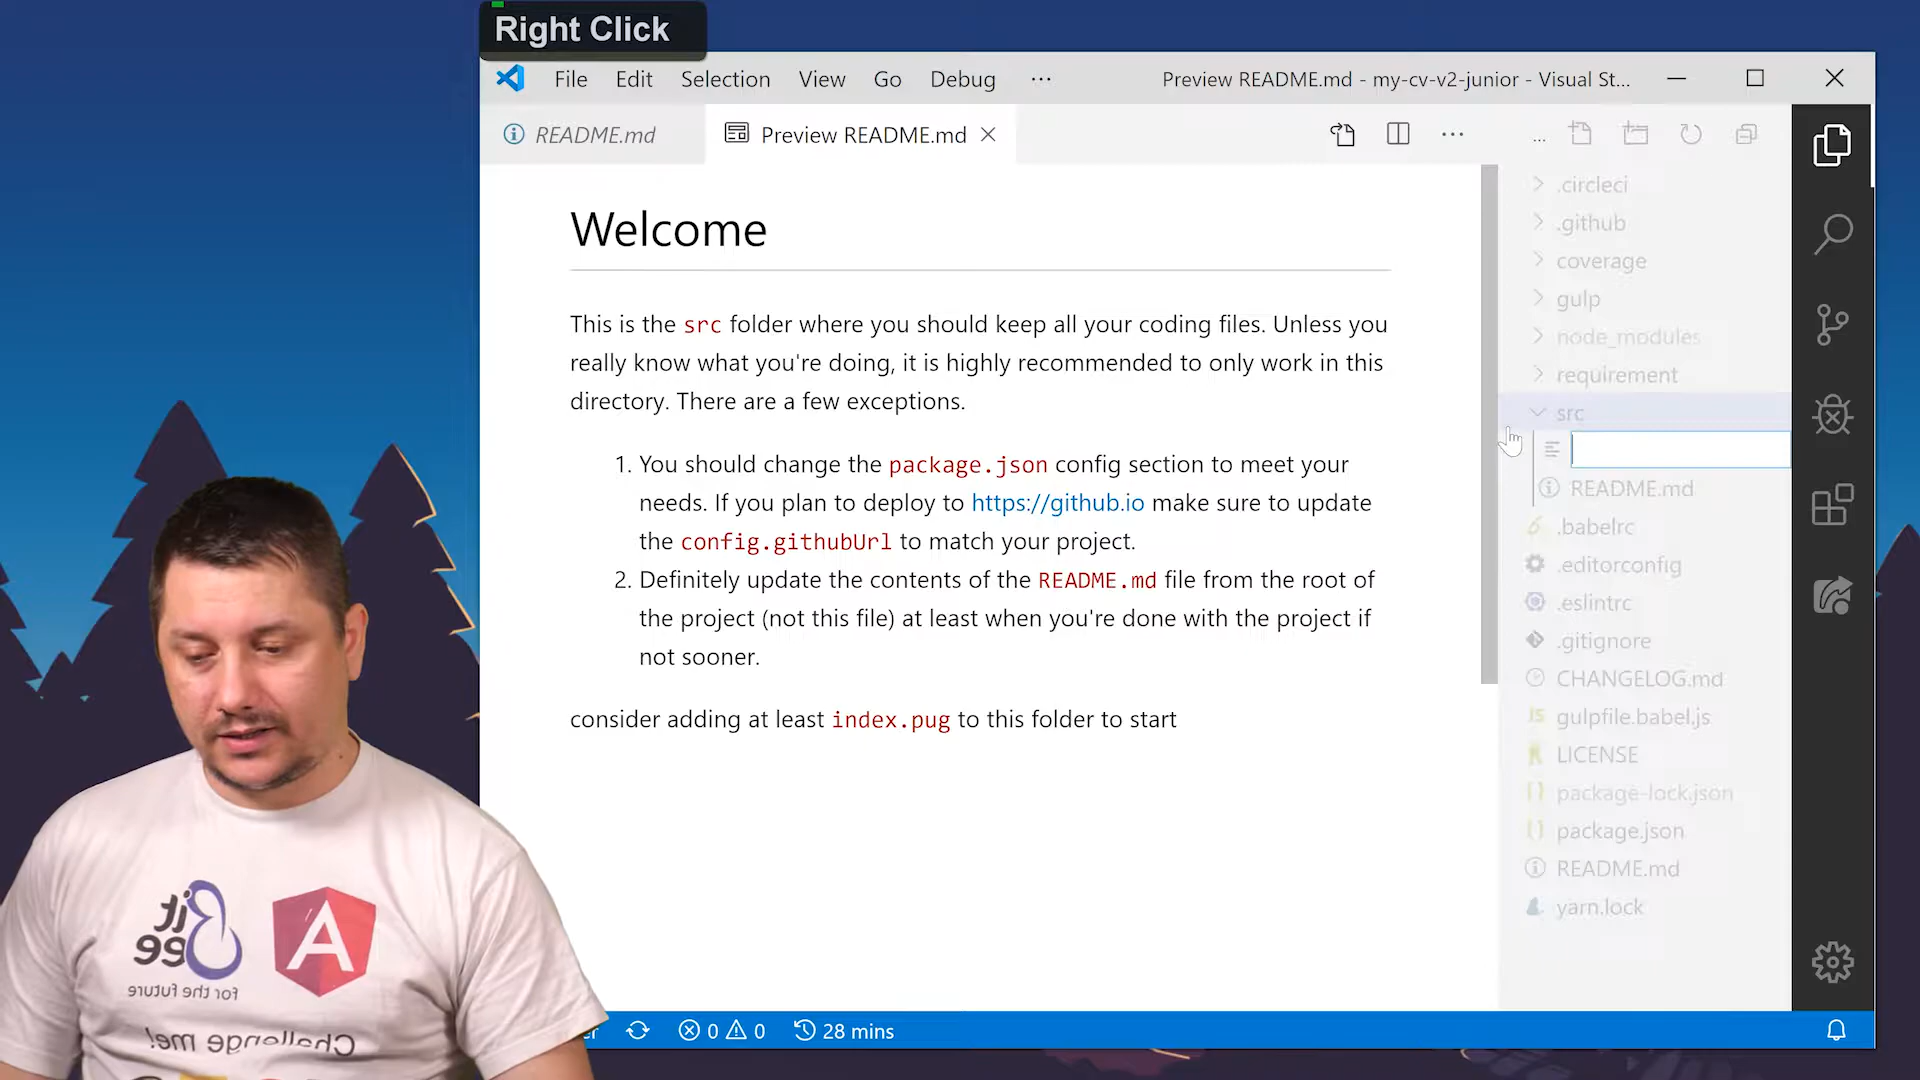 Right Click
File Edit Selection View Go Debug ··· Preview README.md - my-cv-v2-junior - Visual St...
README.md Preview README.md ··· ...
Welcome
This is the src folder where you should keep all your coding files. Unless you
really know what you're doing, it is highly recommended to only work in this
directory. There are a few exceptions.
1. You should change the package.json config section to meet your
needs. If you plan to deploy to https://github.io make sure to update
the config.githubUrl to match your project.
2. Definitely update the contents of the README.md file from the root of
the project (not this file) at least when you're done with the project if
not sooner.
consider adding at least index.pug to this folder to start
.circleci
.github
coverage
gulp
node_modules
requirement
src
README.md
.babelrc
.editorconfig
.eslintrc
.gitignore
CHANGELOG.md
JS gulpfile.babel.js
LICENSE
package-lock.json
package.json
README.md
yarn.lock
Bit
Bee
for the future
A
Challenge me!
er 0 0 28 mins